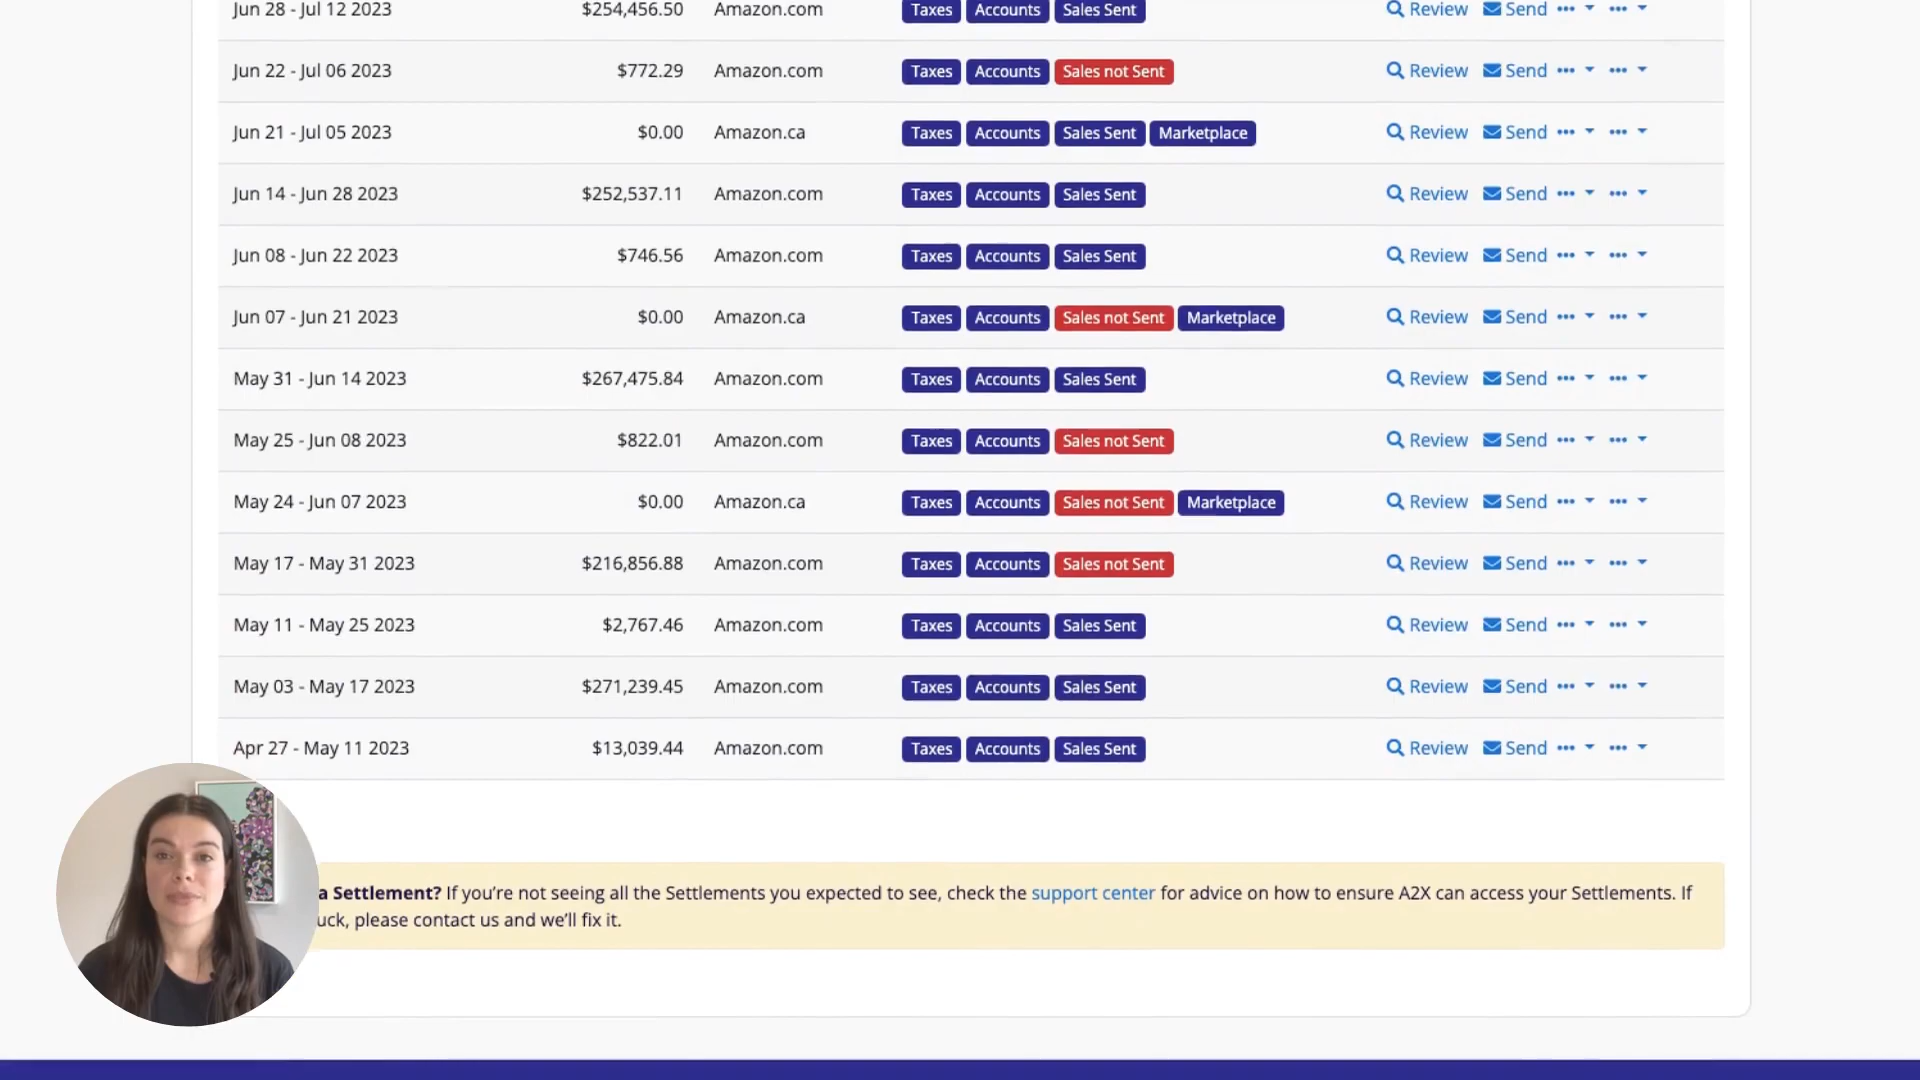 Jun 28 - Jul 12 2023 $254,456.50 Amazon.com Taxes Accounts Sales Sent Review Send
Jun 22 - Jul 06 2023 $772.29 Amazon.com Taxes Accounts Sales not Sent Review Send
Jun 21 - Jul 05 2023 $0.00 Amazon.ca Taxes Accounts Sales Sent Marketplace Review Send
Jun 14 - Jun 28 2023 $252,537.11 Amazon.com Taxes Accounts Sales Sent Review Send
Jun 08 - Jun 22 2023 $746.56 Amazon.com Taxes Accounts Sales Sent Review Send
Jun 07 - Jun 21 2023 $0.00 Amazon.ca Taxes Accounts Sales not Sent Marketplace Review Send
May 31 - Jun 14 2023 $267,475.84 Amazon.com Taxes Accounts Sales Sent Review Send
May 25 - Jun 08 2023 $822.01 Amazon.com Taxes Accounts Sales not Sent Review Send
May 24 - Jun 07 2023 $0.00 Amazon.ca Taxes Accounts Sales not Sent Marketplace Review Send
May 17 - May 31 2023 $216,856.88 Amazon.com Taxes Accounts Sales not Sent Review Send
May 11 - May 25 2023 $2,767.46 Amazon.com Taxes Accounts Sales Sent Review Send
May 03 - May 17 2023 $271,239.45 Amazon.com Taxes Accounts Sales Sent Review Send
Apr 27 - May 11 2023 $13,039.44 Amazon.com Taxes Accounts Sales Sent Review Send
a Settlement? If you’re not seeing all the Settlements you expected to see, check the support center for advice on how to ensure A2X can access your Settlements. If
uck, please contact us and we’ll fix it.